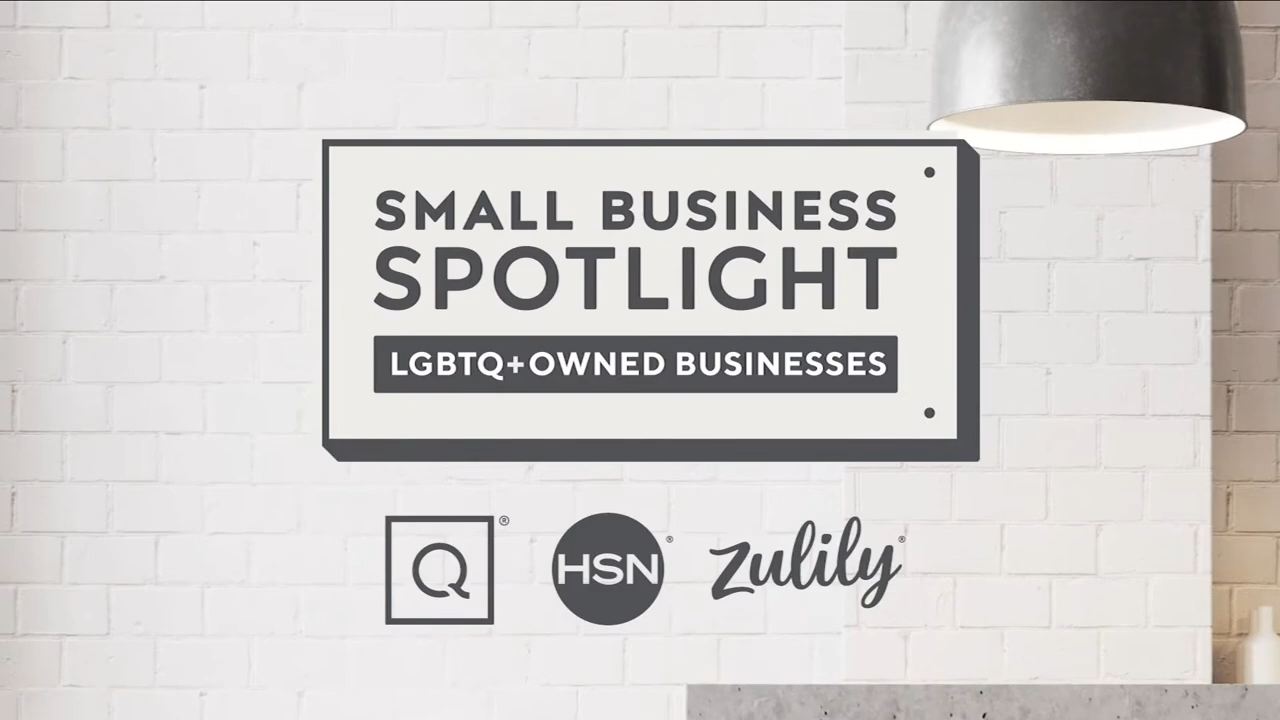 SMALL BUSINESS
SPOTLIGHT
LGBTQ+OWNED BUSINESSES
Q® HSN® zulily®